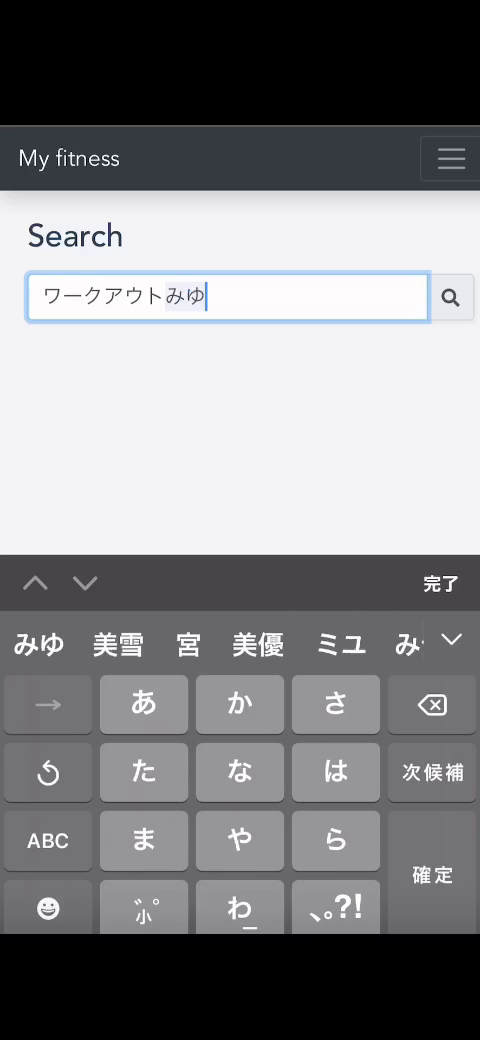 My fitness
Search
ワークアウトみゆ
完了
みゆ 美雪 宮 美優 ミユ
→ あ か さ
た な は 次候補
ABC ま や ら 確定
゛゜小 わ_ 、。?!